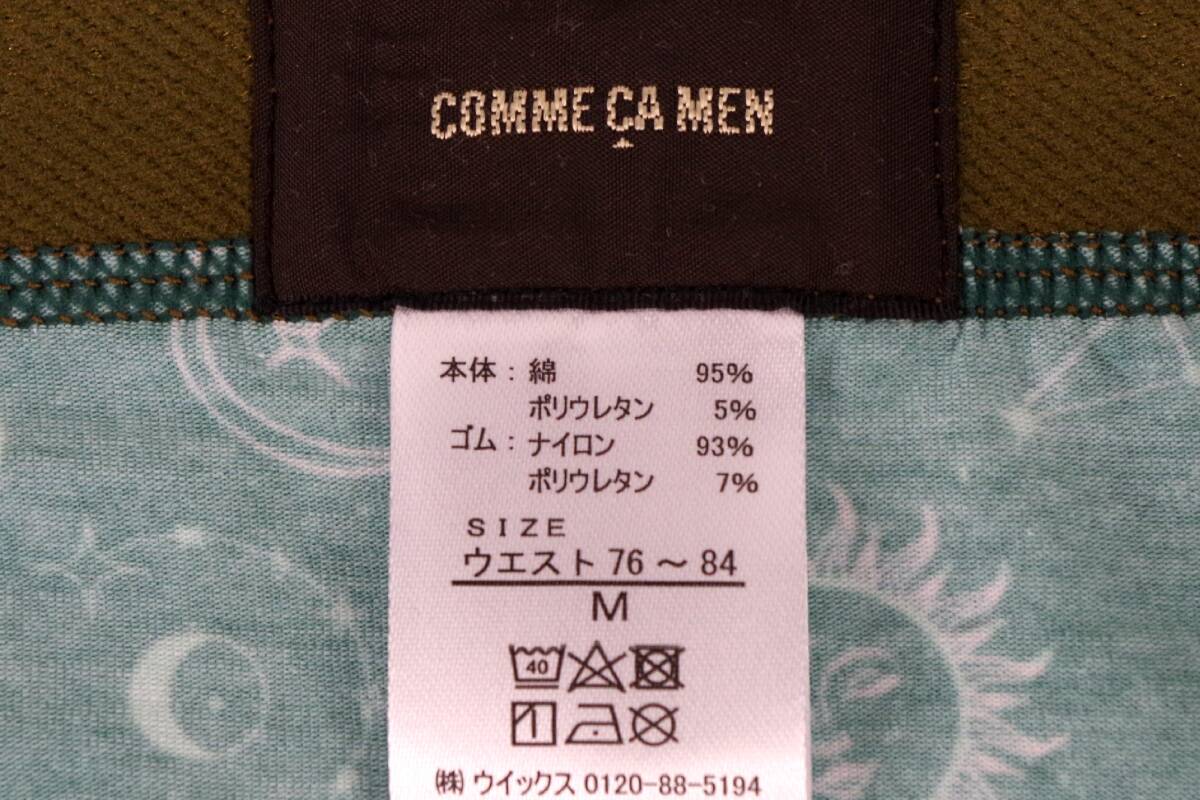 COMME ÇA MEN
本体 : 綿 95%
ポリウレタン 5%
ゴム : ナイロン 93%
ポリウレタン 7%
SIZE
ウエスト 76 ～ 84
M
40
㈱ ウイックス 0120-88-5194